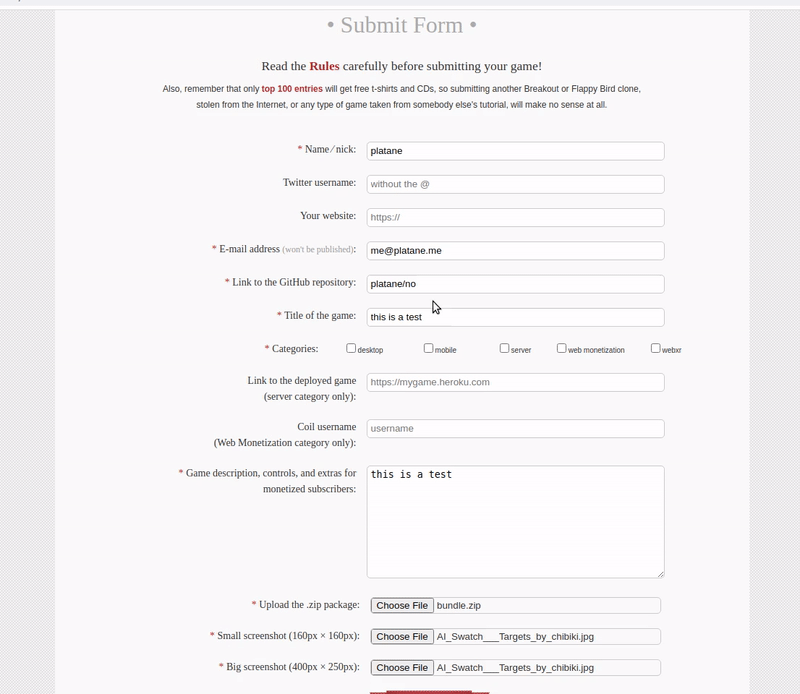 • Submit Form •
Read the Rules carefully before submitting your game!
Also, remember that only top 100 entries will get free t-shirts and CDs, so submitting another Breakout or Flappy Bird clone,
stolen from the Internet, or any type of game taken from somebody else's tutorial, will make no sense at all.
* Name ⁄ nick: platane
Twitter username: without the @
Your website: https://
* E-mail address (won't be published): me@platane.me
* Link to the GitHub repository: platane/no
* Title of the game: this is a test
* Categories: desktop mobile server web monetization webxr
Link to the deployed game
(server category only): https://mygame.heroku.com
Coil username
(Web Monetization category only): username
* Game description, controls, and extras for
monetized subscribers: this is a test
* Upload the .zip package: Choose File bundle.zip
* Small screenshot (160px × 160px): Choose File AI_Swatch___Targets_by_chibiki.jpg
* Big screenshot (400px × 250px): Choose File AI_Swatch___Targets_by_chibiki.jpg